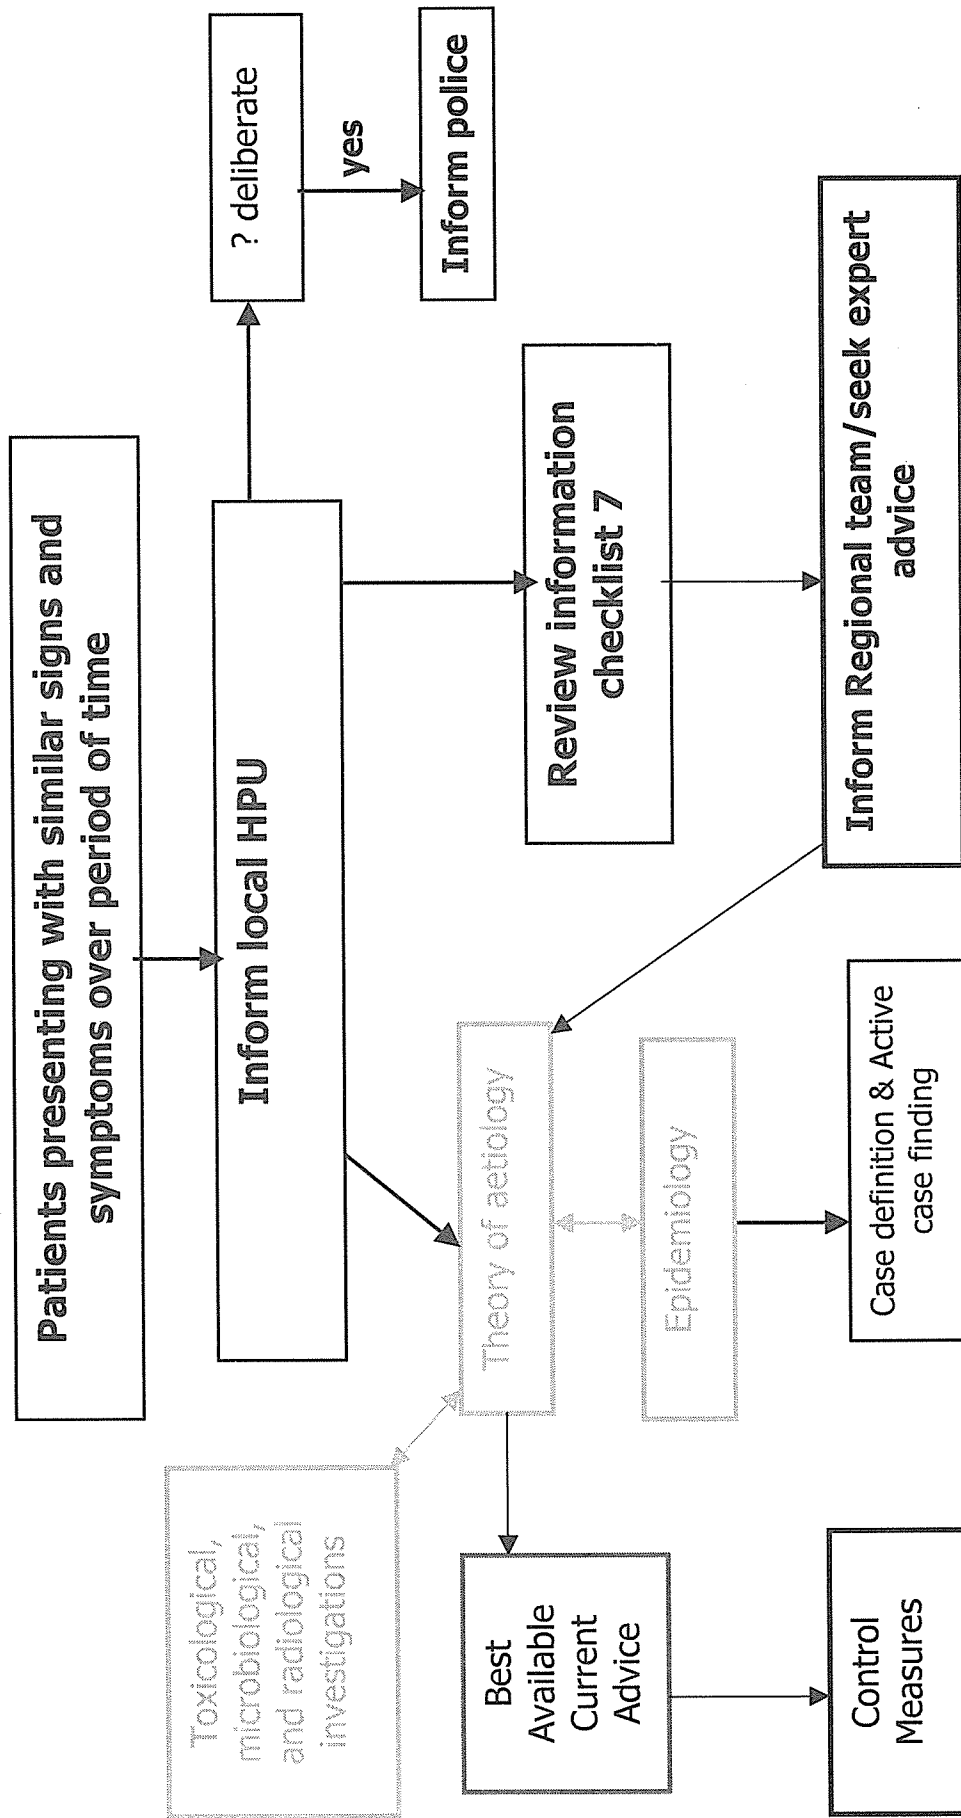 Patients presenting with similar signs and
symptoms over period of time
Inform local HPU
? deliberate
yes
Inform police
Toxicological,
microbiological,
and radiological
investigations
Theory of aetiology
Review information
checklist 7
Epidemiology
Best
Available
Current
Advice
Inform Regional team/seek expert
advice
Case definition & Active
case finding
Control
Measures